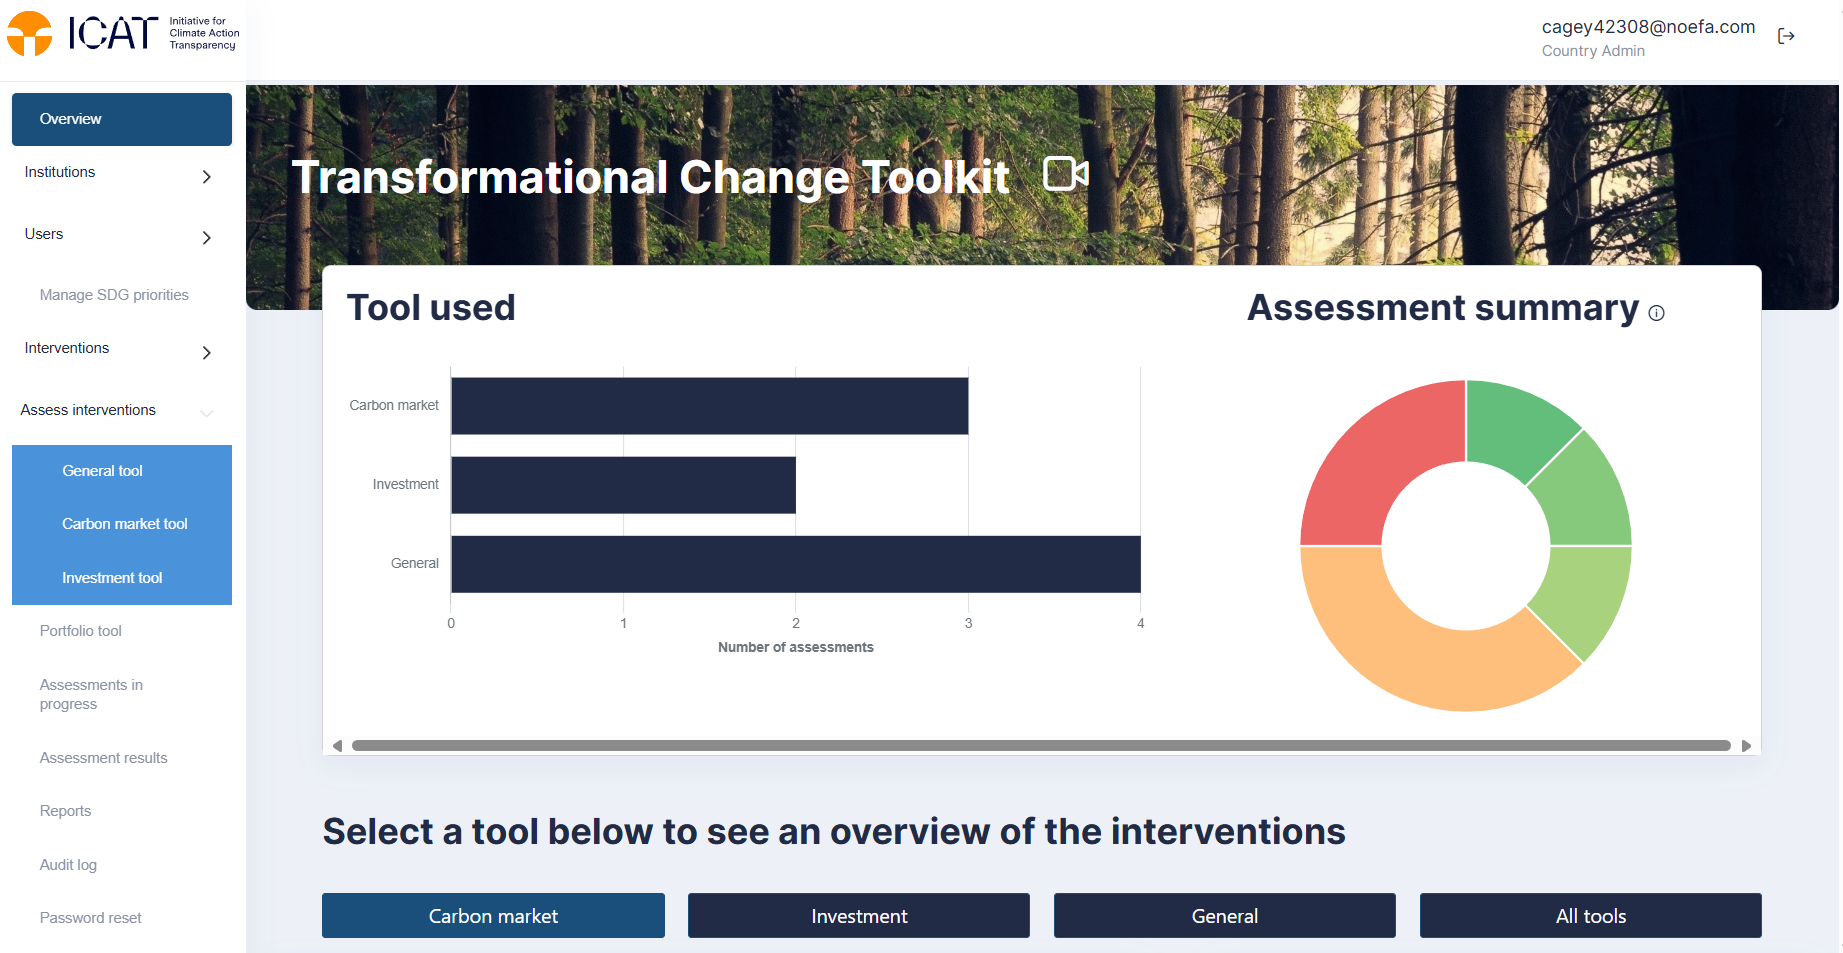 ICAT
Initiative for
Climate Action
Transparency
cagey42308@noefa.com
Country Admin
Overview
Institutions
Users
Manage SDG priorities
Interventions
Assess interventions
General tool
Carbon market tool
Investment tool
Portfolio tool
Assessments in
progress
Assessment results
Reports
Audit log
Password reset
Transformational Change Toolkit
Tool used
Carbon market
Investment
General
0 1 2 3 4
Number of assessments
Assessment summary
Select a tool below to see an overview of the interventions
Carbon market
Investment
General
All tools